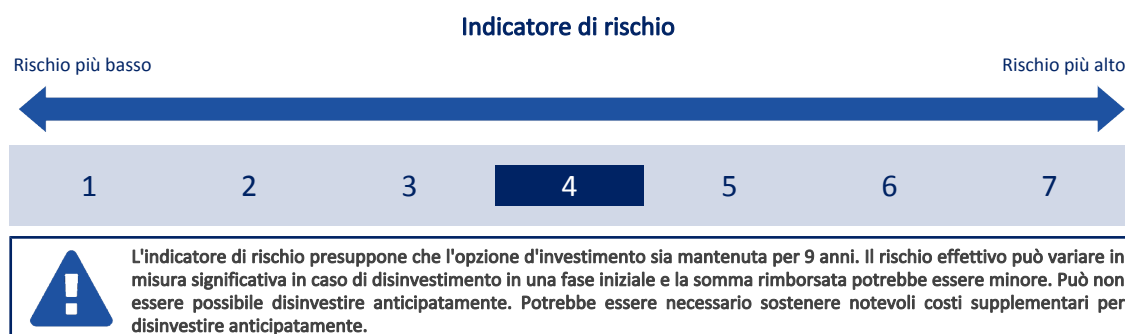 Indicatore di rischio
Rischio più basso
Rischio più alto
1 2 3 4 5 6 7
L'indicatore di rischio presuppone che l'opzione d'investimento sia mantenuta per 9 anni. Il rischio effettivo può variare in
misura significativa in caso di disinvestimento in una fase iniziale e la somma rimborsata potrebbe essere minore. Può non
essere possibile disinvestire anticipatamente. Potrebbe essere necessario sostenere notevoli costi supplementari per
disinvestire anticipatamente.